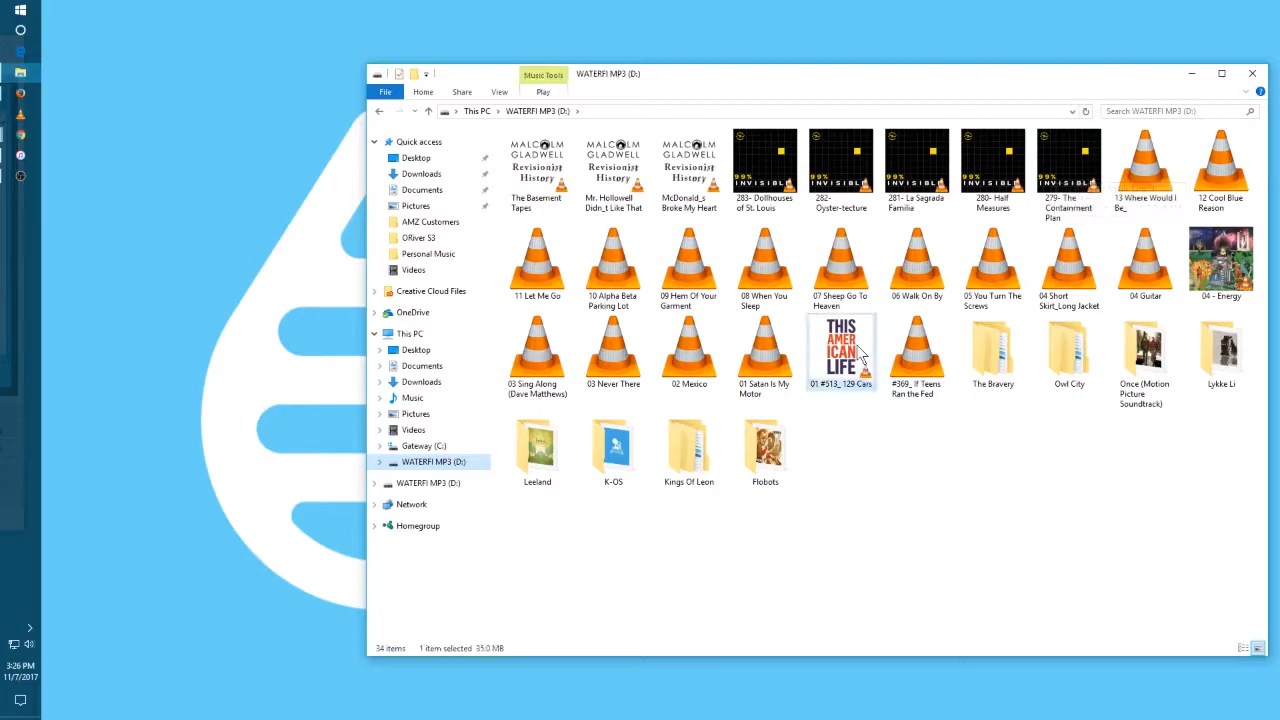 Music Tools
WATERFI MP3 (D:)
File
Home
Share
View
Play
This PC
WATERFI MP3 (D:)
Search WATERFI MP3 (D:)
Quick access
Desktop
Downloads
Documents
Pictures
AMZ Customers
ORiver S3
Personal Music
Videos
Creative Cloud Files
OneDrive
This PC
Desktop
Documents
Downloads
Music
Pictures
Videos
Gateway (C:)
WATERFI MP3 (D:)
WATERFI MP3 (D:)
Network
Homegroup
MALCOLM
GLADWELL
Revisionist
History
The Basement
Tapes
MALCOLM
GLADWELL
Revisionist
History
Mr. Hollowell
Didn_t Like That
MALCOLM
GLADWELL
Revisionist
History
McDonald_s
Broke My Heart
99%
INVISIBLE
283- Dollhouses
of St. Louis
99%
INVISIBLE
282-
Oyster-tecture
99%
INVISIBLE
281- La Sagrada
Familia
99%
INVISIBLE
280- Half
Measures
99%
INVISIBLE
279- The
Containment
Plan
13 Where Would I
Be_
12 Cool Blue
Reason
11 Let Me Go
10 Alpha Beta
Parking Lot
09 Hem Of Your
Garment
08 When You
Sleep
07 Sheep Go To
Heaven
06 Walk On By
05 You Turn The
Screws
04 Short
Skirt_Long Jacket
04 Guitar
04 - Energy
03 Sing Along
(Dave Matthews)
03 Never There
02 Mexico
01 Satan Is My
Motor
THIS
AMER
ICAN
LIFE
01 #513_ 129 Cars
#369_ If Teens
Ran the Fed
The Bravery
Owl City
Once (Motion
Picture
Soundtrack)
Lykke Li
Leeland
K-OS
Kings Of Leon
Flobots
34 items
1 item selected
35.0 MB
3:26 PM
11/7/2017